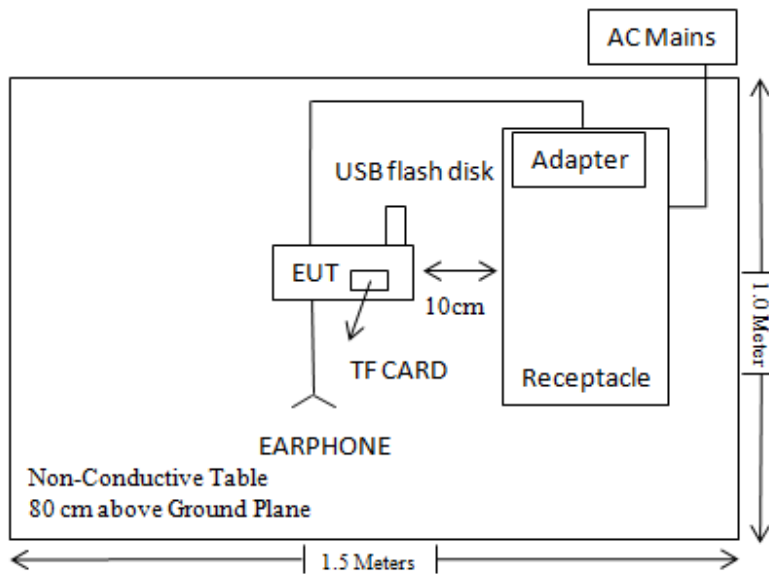 AC Mains
Adapter
USB flash disk
EUT
10cm
TF CARD
Receptacle
EARPHONE
1.0 Meter
Non-Conductive Table
80 cm above Ground Plane
1.5 Meters